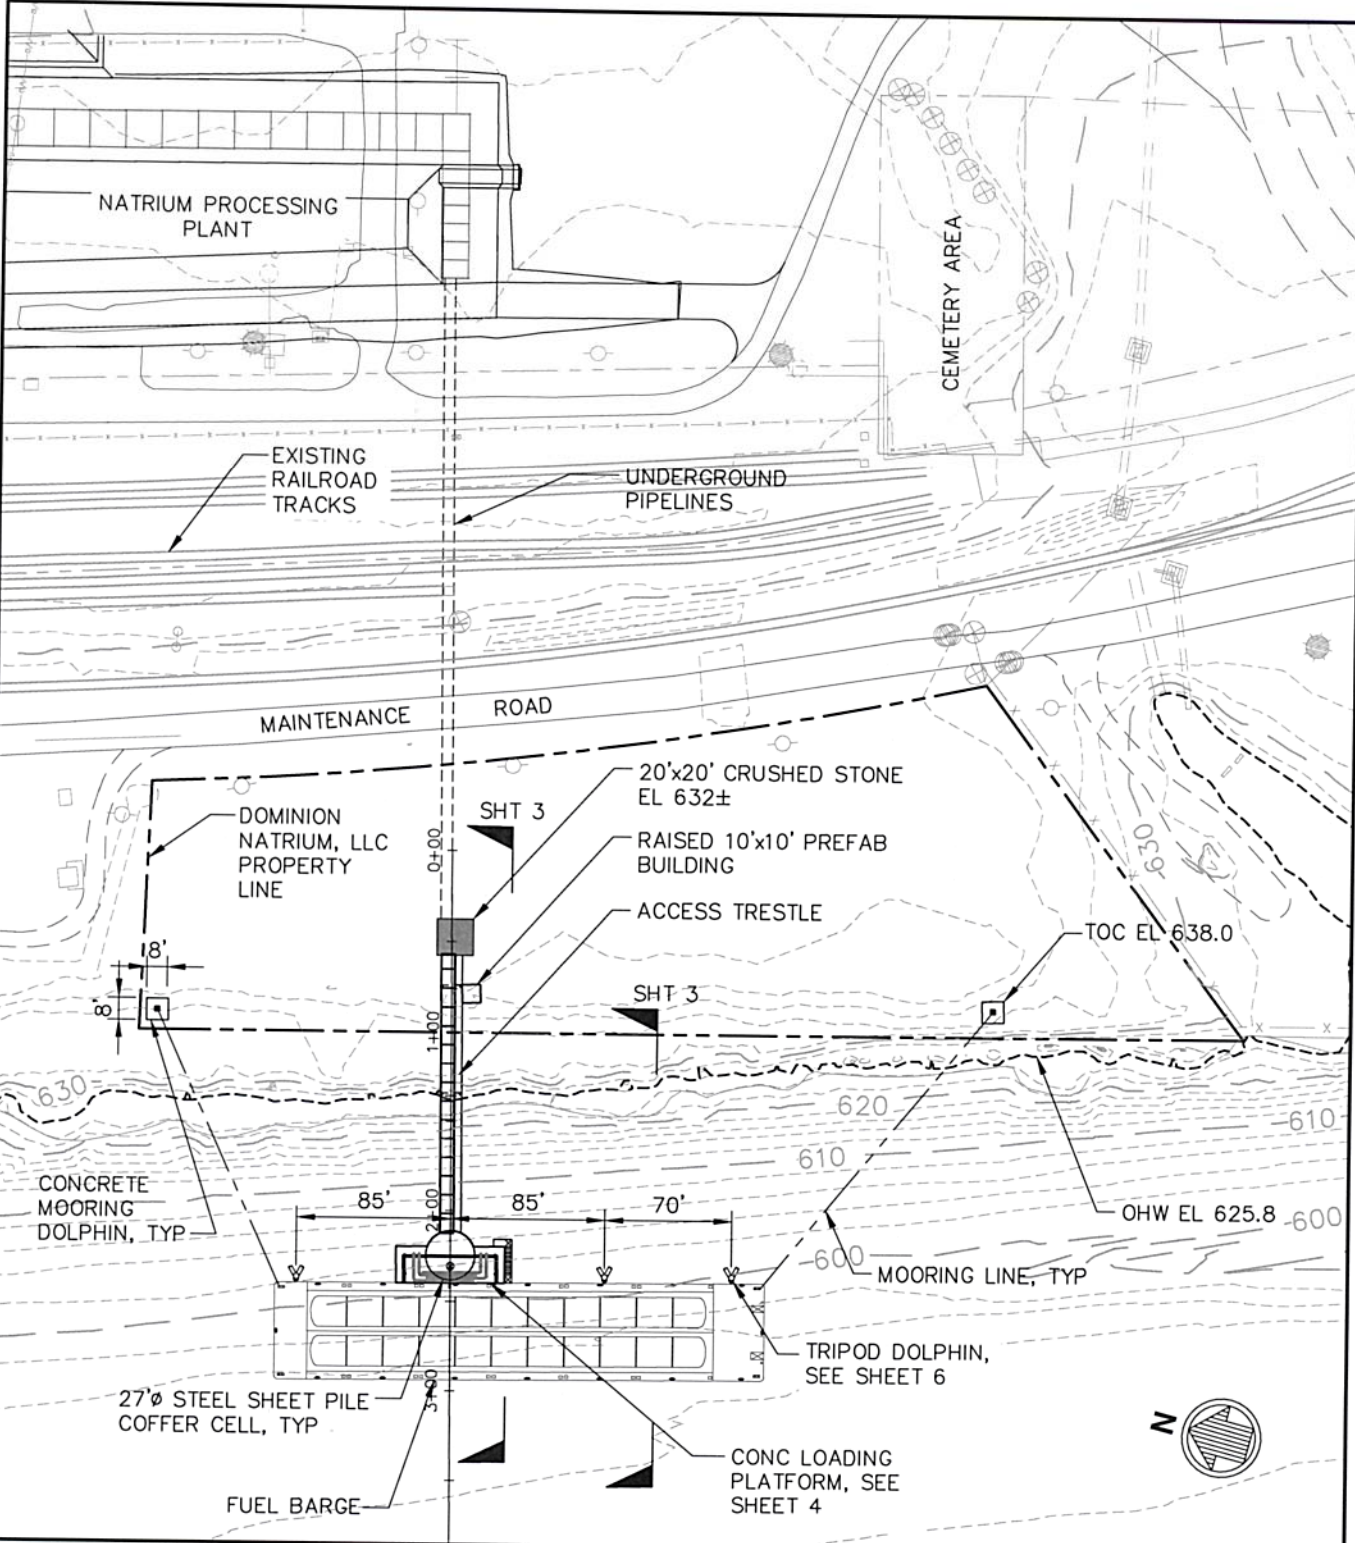 NATRIUM PROCESSING
PLANT
CEMETERY AREA
EXISTING
RAILROAD
TRACKS
UNDERGROUND
PIPELINES
MAINTENANCE ROAD
20'x20' CRUSHED STONE
EL 632±
SHT 3
DOMINION
NATRIUM, LLC
PROPERTY
LINE
0+00
RAISED 10'x10' PREFAB
BUILDING
-630
ACCESS TRESTLE
TOC EL 638.0
8'
8'
SHT 3
1+00
630
620
610
610
CONCRETE
MOORING
DOLPHIN, TYP
85'
2+00
85'
70'
OHW EL 625.8
-600
-600
MOORING LINE, TYP
TRIPOD DOLPHIN,
SEE SHEET 6
3+00
27'ø STEEL SHEET PILE
COFFER CELL, TYP
N
CONC LOADING
PLATFORM, SEE
SHEET 4
FUEL BARGE